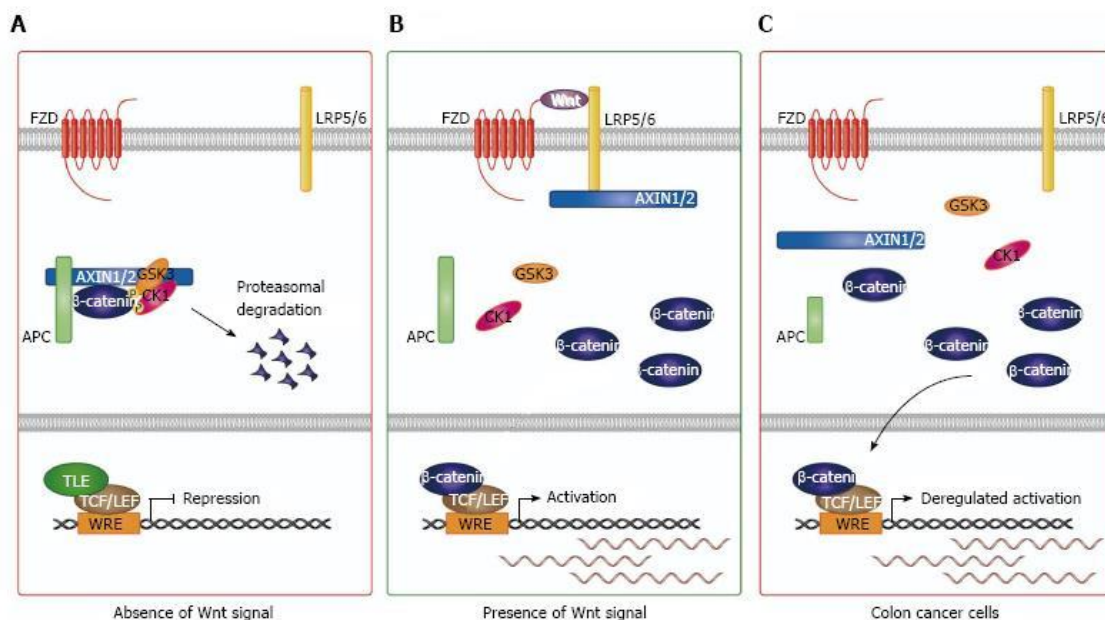 A
FZD
LRP5/6
AXIN1/2
GSK3
β-catenin
P
P
CK1
APC
Proteasomal
degradation
TLE
TCF/LEF
WRE
Repression
Absence of Wnt signal
B
Wnt
FZD
LRP5/6
AXIN1/2
GSK3
CK1
APC
β-catenin
β-catenin
β-catenin
β-catenin
TCF/LEF
WRE
Activation
Presence of Wnt signal
C
FZD
LRP5/6
GSK3
AXIN1/2
CK1
β-catenin
APC
β-catenin
β-catenin
β-catenin
β-catenin
TCF/LEF
WRE
Deregulated activation
Colon cancer cells